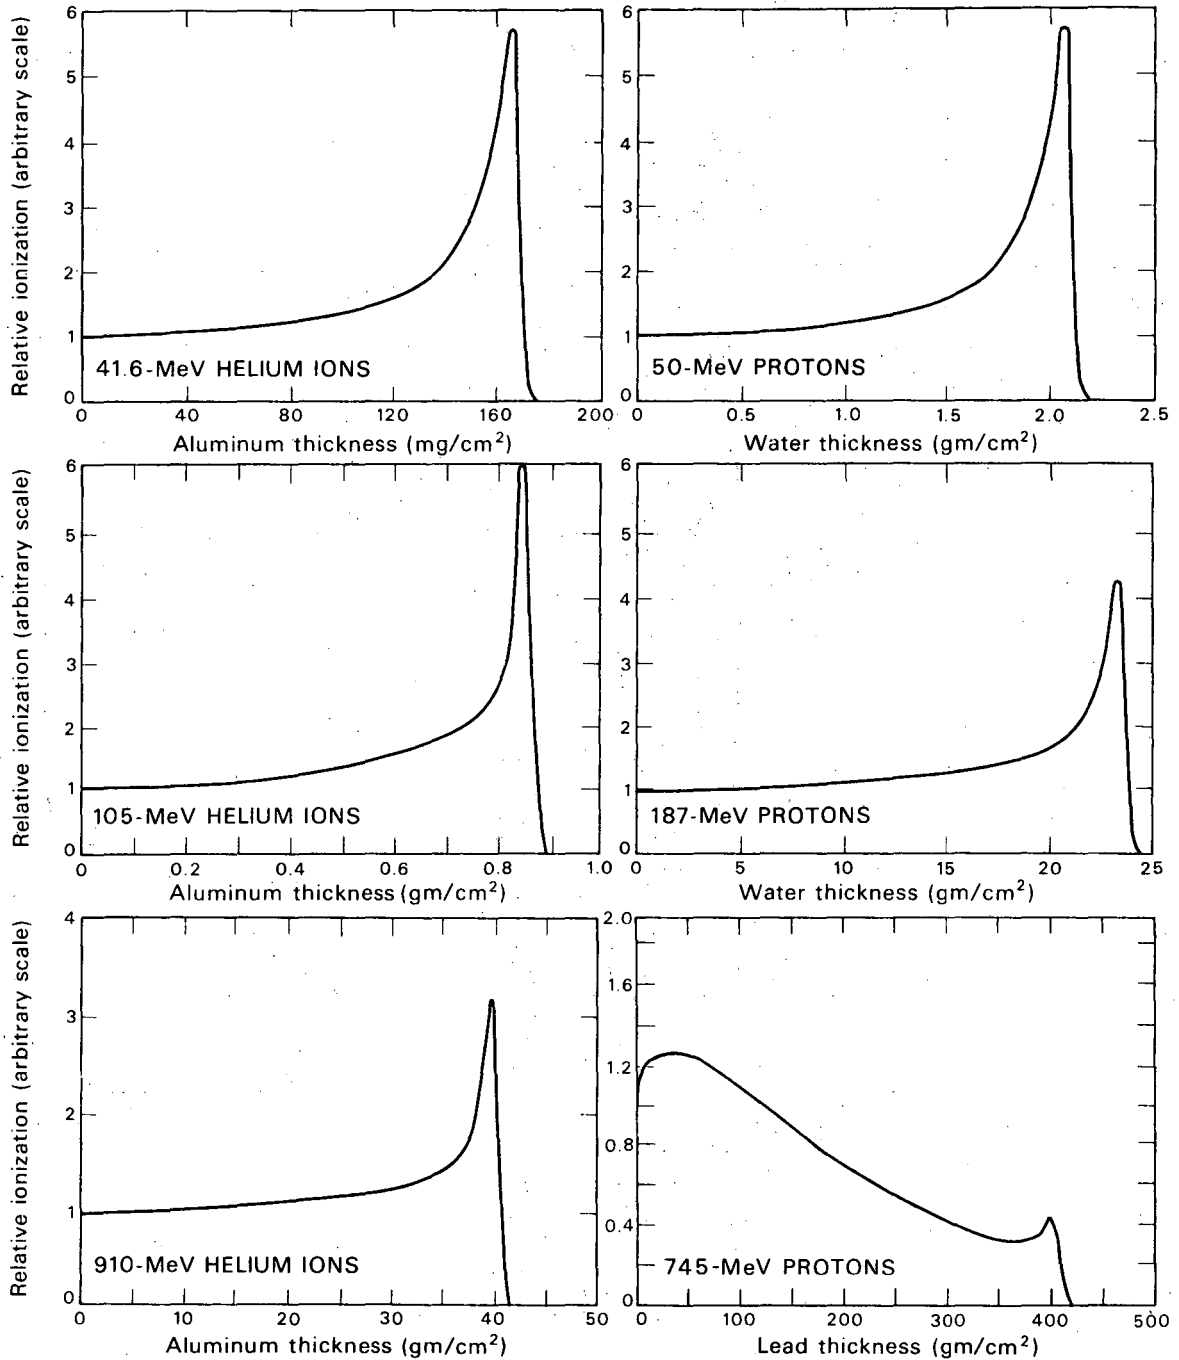 Relative ionization (arbitrary scale)
6
5
4
3
2
1
0
41.6-MeV HELIUM IONS
0 40 80 120 160 200
Aluminum thickness (mg/cm²)
6
5
4
3
2
1
0
50-MeV PROTONS
0 0.5 1.0 1.5 2.0 2.5
Water thickness (gm/cm²)
Relative ionization (arbitrary scale)
6
5
4
3
2
1
0
105-MeV HELIUM IONS
0 0.2 0.4 0.6 0.8 1.0
Aluminum thickness (gm/cm²)
6
5
4
3
2
1
0
187-MeV PROTONS
0 5 10 15 20 25
Water thickness (gm/cm²)
Relative ionization (arbitrary scale)
4
3
2
1
0
910-MeV HELIUM IONS
0 10 20 30 40 50
Aluminum thickness (gm/cm²)
2.0
1.6
1.2
0.8
0.4
0
745-MeV PROTONS
0 100 200 300 400 500
Lead thickness (gm/cm²)